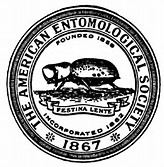 THE AMERICAN ENTOMOLOGICAL SOCIETY
FOUNDED 1859
FESTINA LENTE
INCORPORATED 1862
1867